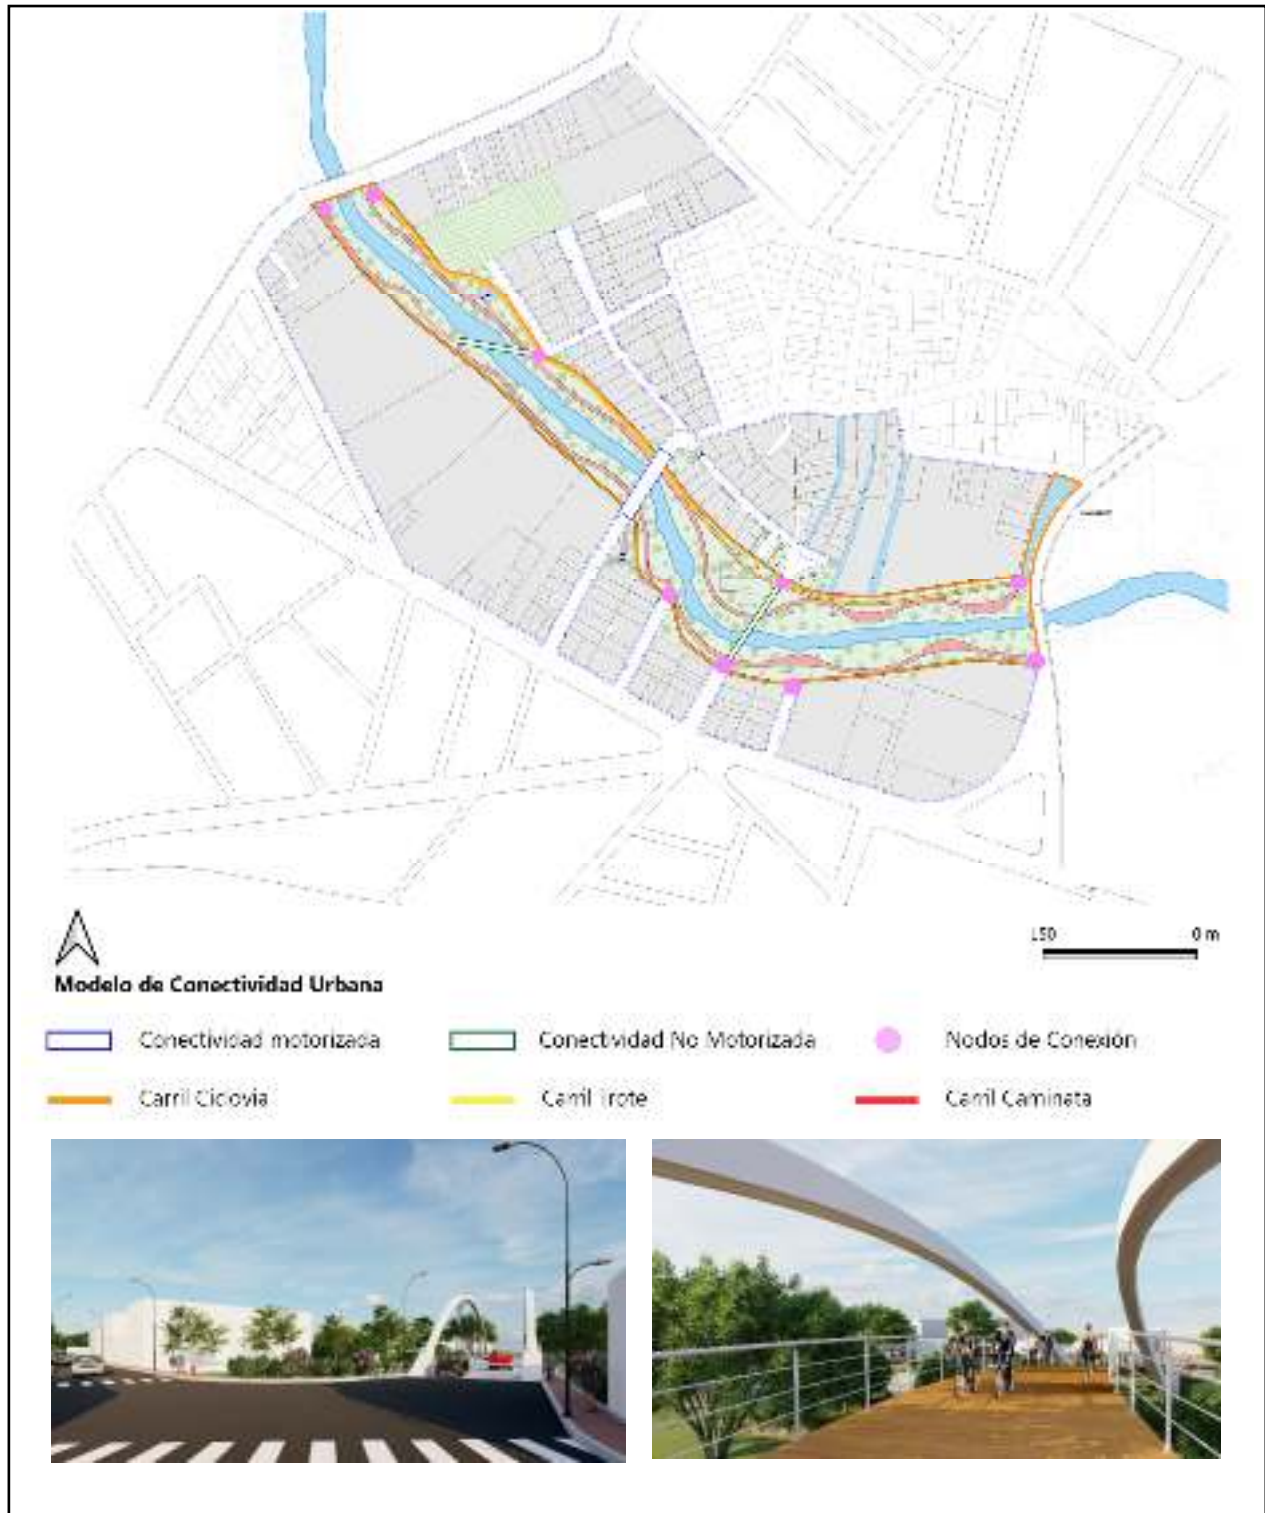 150 0 m
Modelo de Conectividad Urbana
Conectividad motorizada Conectividad No Motorizada Nodos de Conexión
Carril Ciclovia Carril Trote Carril Caminata